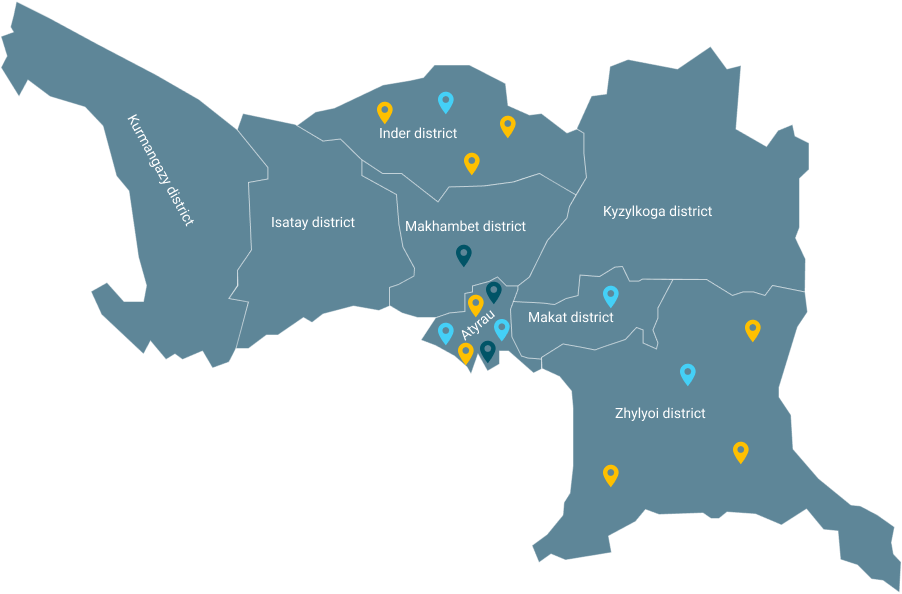 Kurmangazy district
Inder district
Isatay district
Makhambet district
Kyzylkoga district
Atyrau
Makat district
Zhylyoi district